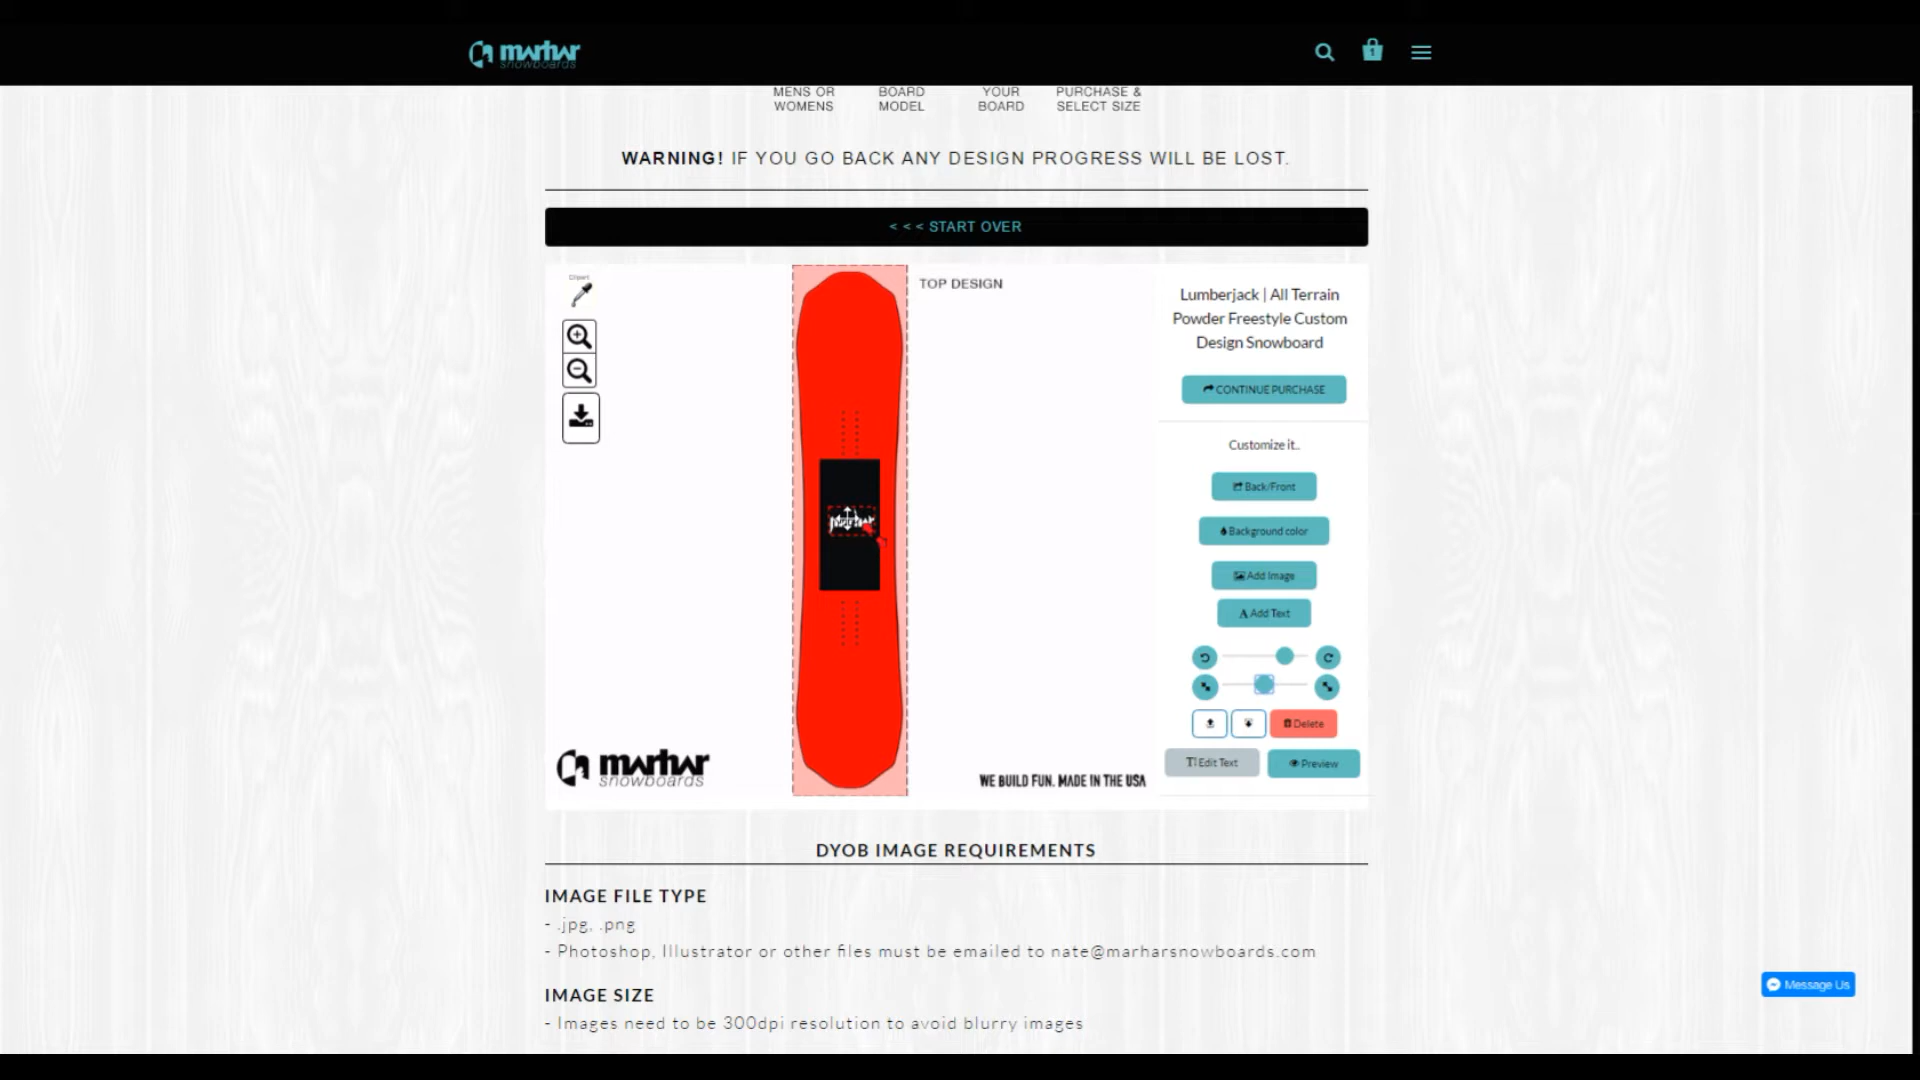 marhar
snowboards
1
MENS OR
WOMENS
BOARD
MODEL
YOUR
BOARD
PURCHASE &
SELECT SIZE
WARNING! IF YOU GO BACK ANY DESIGN PROGRESS WILL BE LOST.
< < < START OVER
Clipart
TOP DESIGN
Lumberjack | All Terrain
Powder Freestyle Custom
Design Snowboard
CONTINUE PURCHASE
Customize it..
Back/Front
Background color
Add Image
Add Text
Delete
Edit Text
Preview
marhar
snowboards
WE BUILD FUN. MADE IN THE USA
DYOB IMAGE REQUIREMENTS
IMAGE FILE TYPE
- .jpg, .png
- Photoshop, Illustrator or other files must be emailed to nate@marharsnowboards.com
IMAGE SIZE
- Images need to be 300dpi resolution to avoid blurry images
Message Us